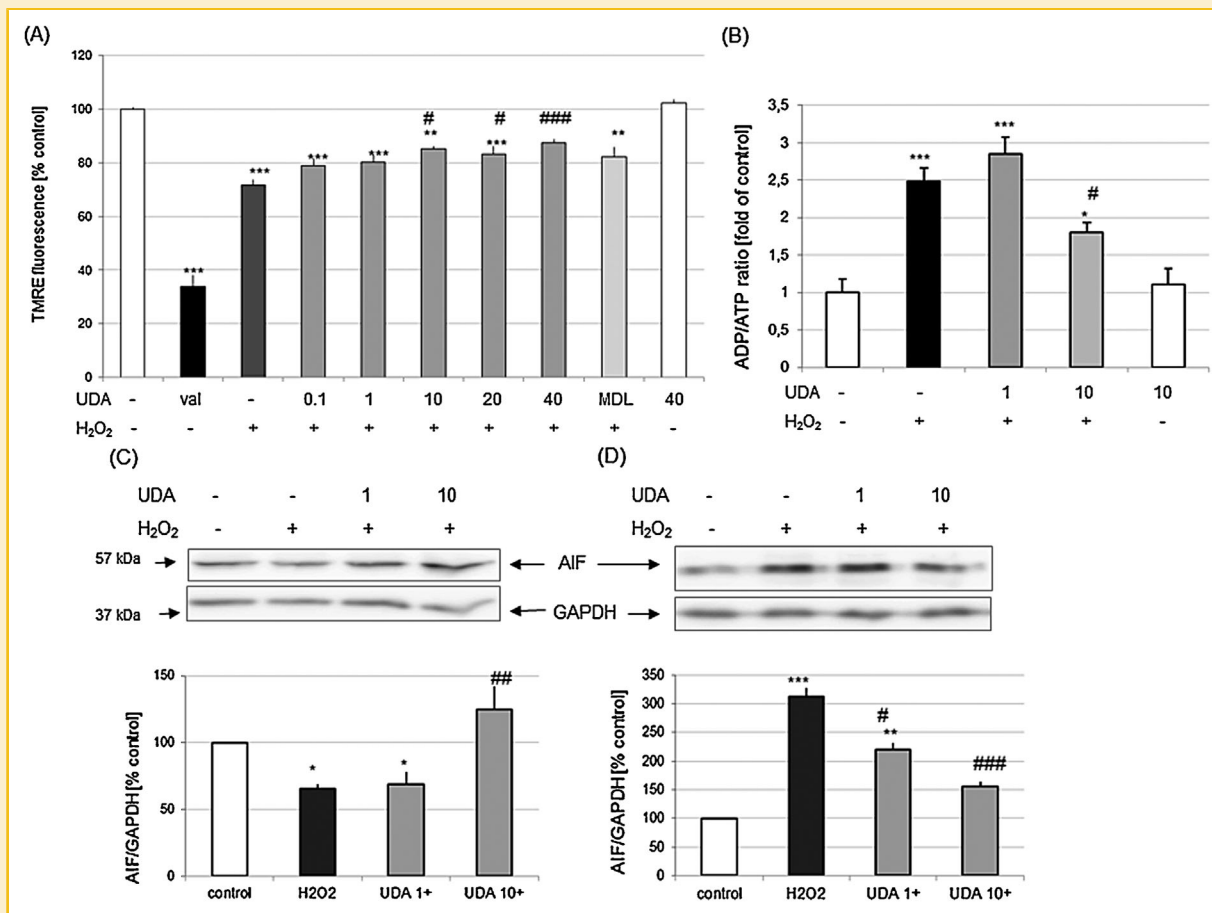 (A)
TMRE fluorescence [% control]
120
100
80
60
40
20
0
***
***
***
***
#
**
#
***
###
**
UDA - val - 0.1 1 10 20 40 MDL 40
H₂O₂ - - + + + + + + + -
(B)
ADP/ATP ratio [fold of control]
3,5
3
2,5
2
1,5
1
0,5
0
***
***
#
*
UDA - - 1 10 10
H₂O₂ - + + + -
(C)
UDA - - 1 10
H₂O₂ - + + +
57 kDa
37 kDa
AIF
GAPDH
AIF/GAPDH [% control]
150
100
50
0
*
*
##
control H2O2 UDA 1+ UDA 10+
(D)
UDA - - 1 10
H₂O₂ - + + +
AIF/GAPDH [% control]
350
300
250
200
150
100
50
0
***
#
**
###
control H2O2 UDA 1+ UDA 10+